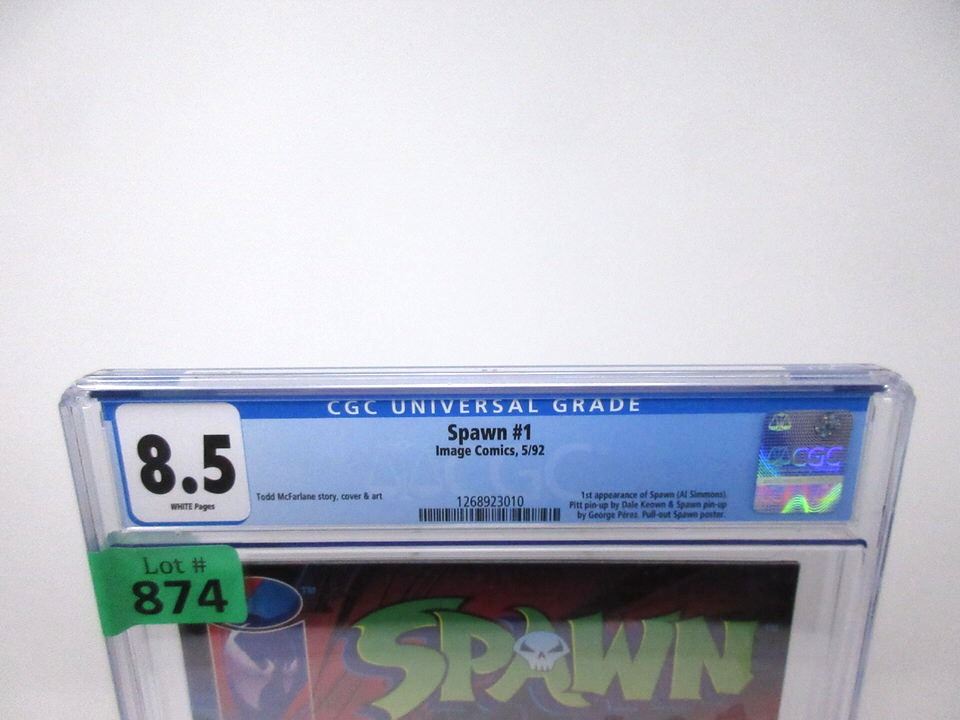 CGC UNIVERSAL GRADE
8.5
WHITE Pages
Spawn #1
Image Comics, 5/92
Todd McFarlane story, cover & art
1268923010
1st appearance of Spawn (Al Simmons).
Pitt pin-up by Dale Keown & Spawn pin-up
by George Pérez. Pull-out Spawn poster.
CGC
Lot #
874
i
TM
SPAWN